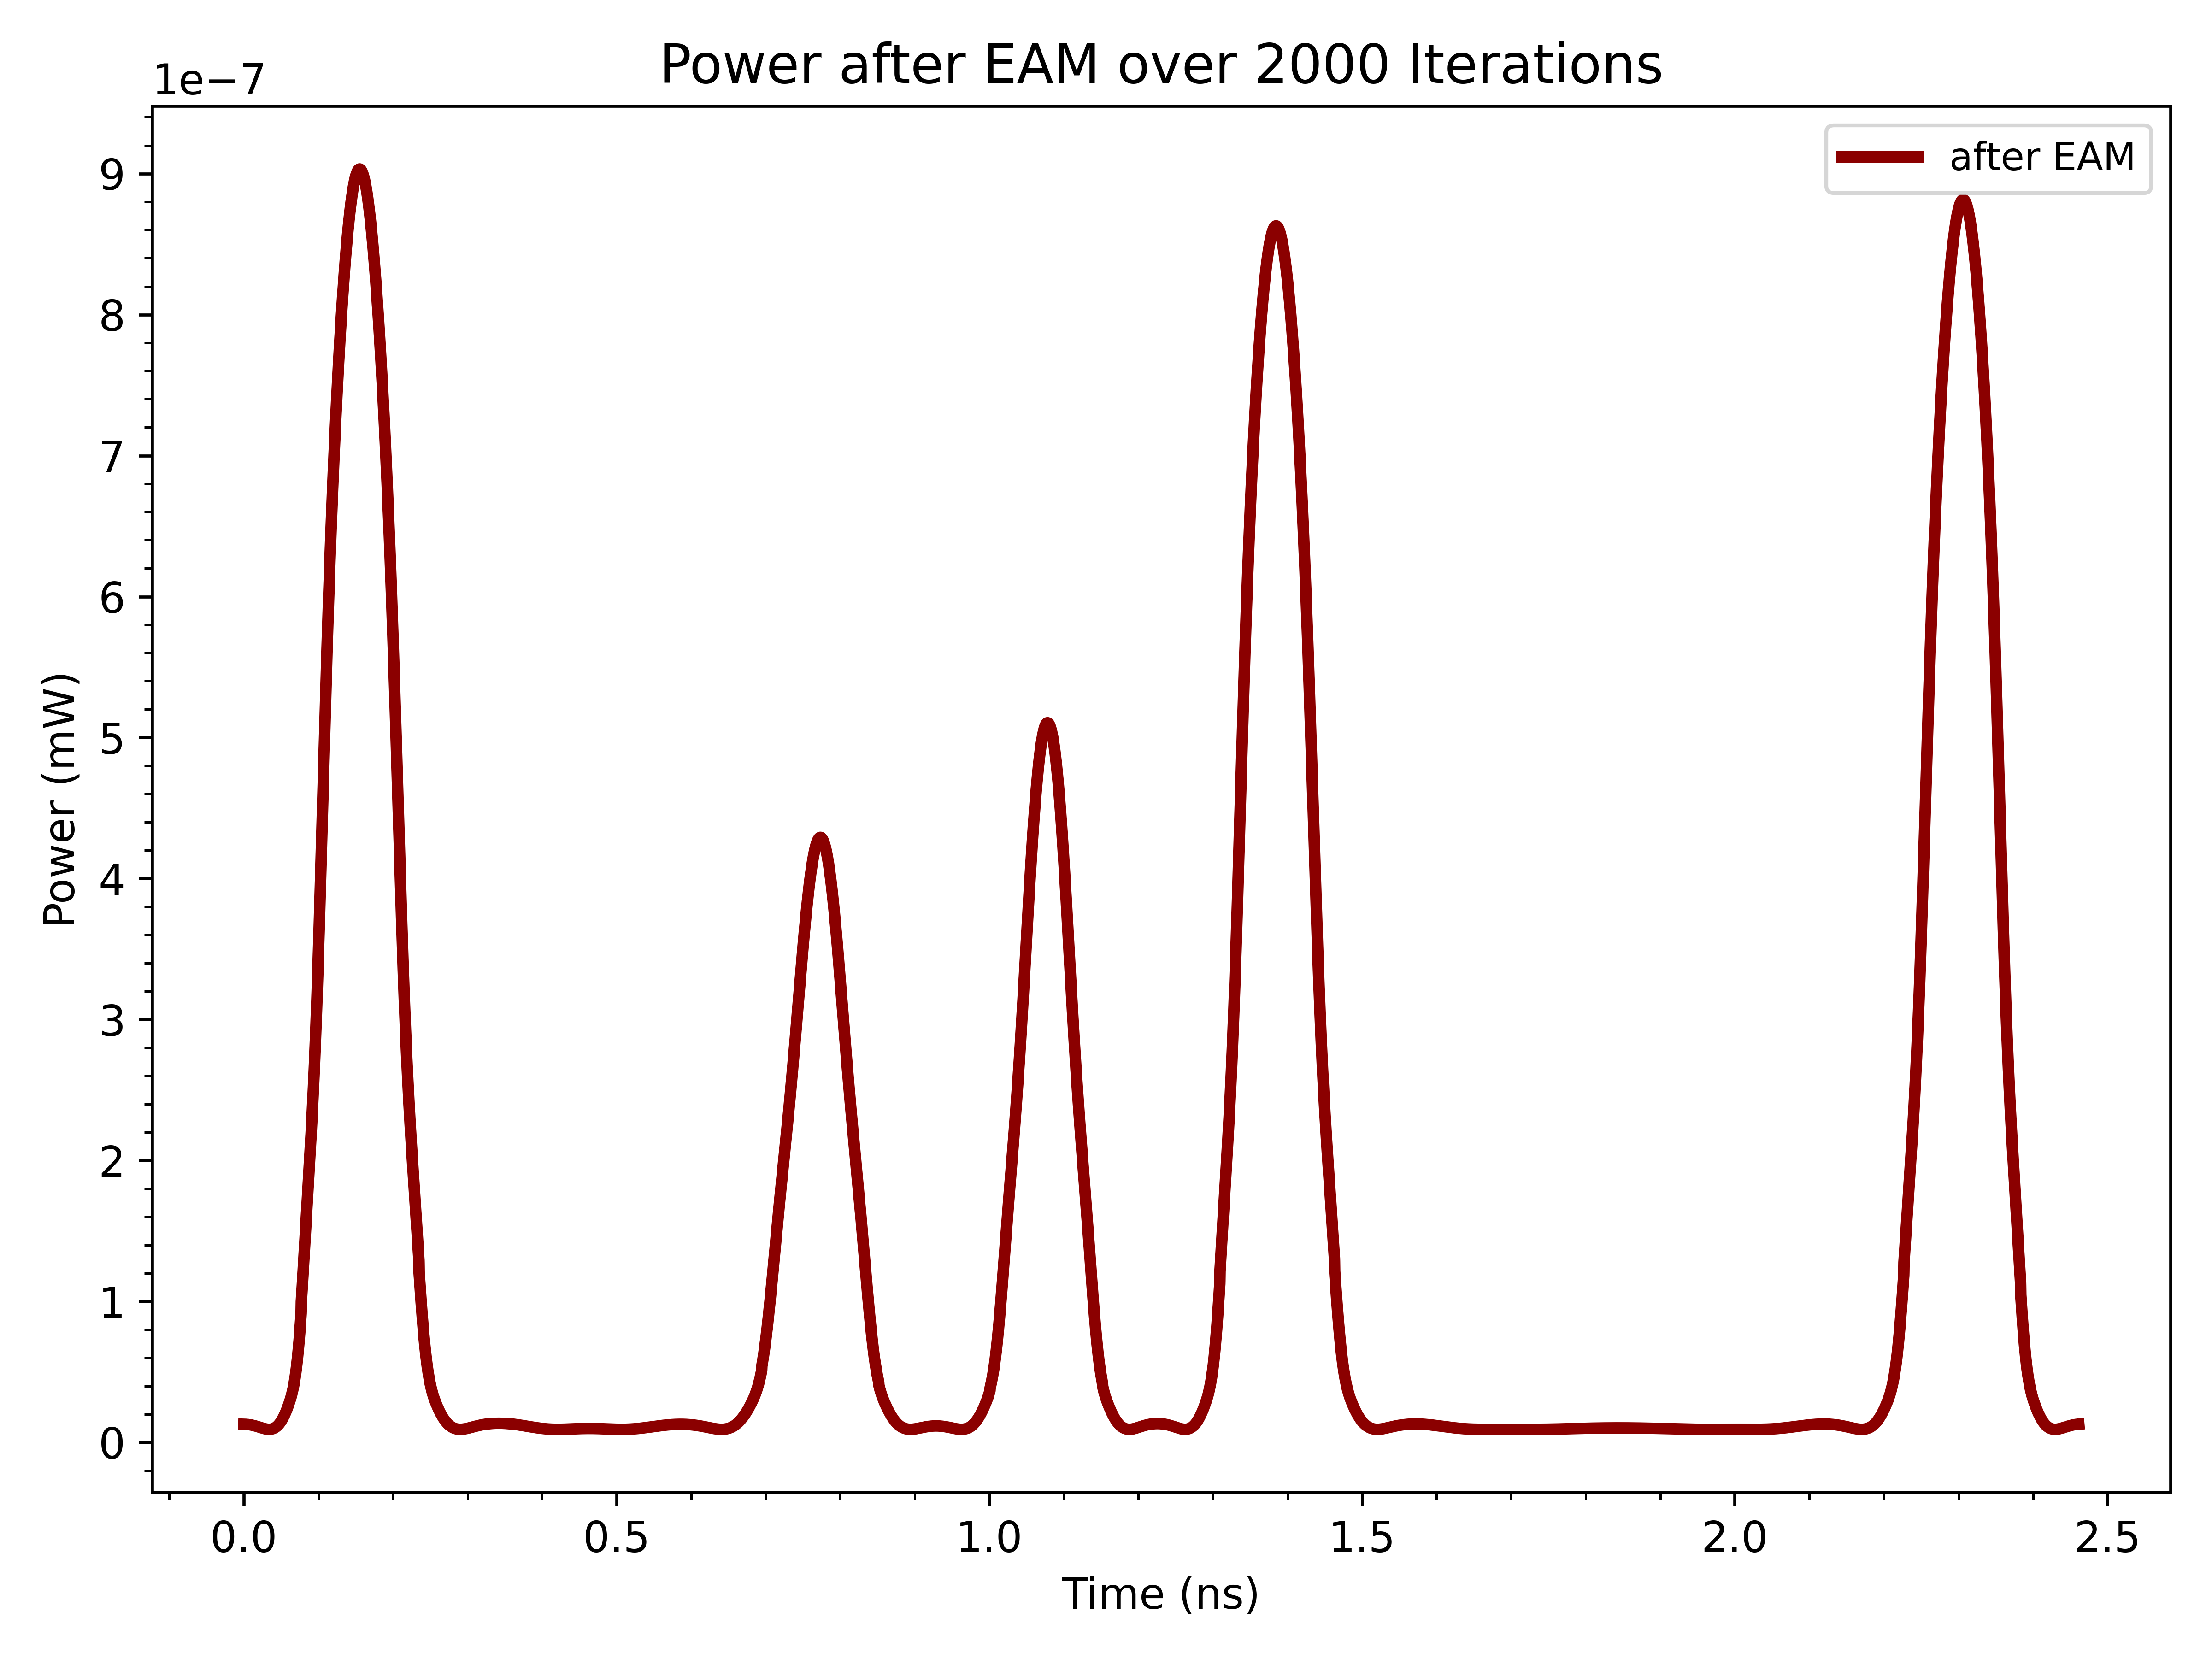 Power after EAM over 2000 Iterations
1e−7
after EAM
9
8
7
6
5
4
3
2
1
0
Power (mW)
0.0 0.5 1.0 1.5 2.0 2.5
Time (ns)